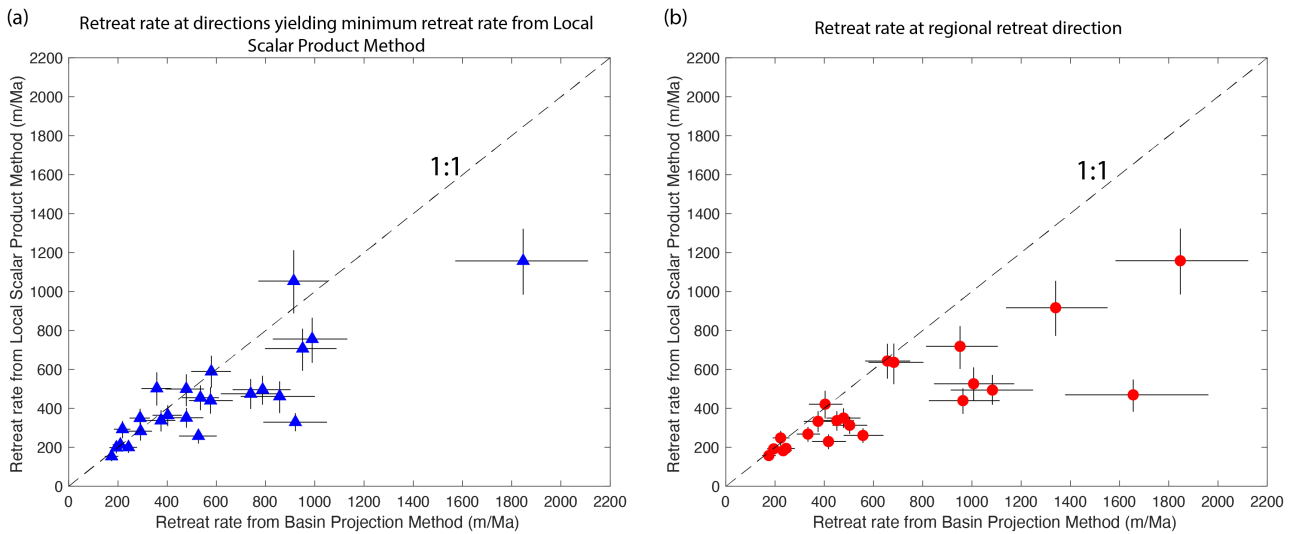 (a)
Retreat rate at directions yielding minimum retreat rate from Local
Scalar Product Method
2200
2000
1800
1600
1400
1200
1000
800
600
400
200
0
0 200 400 600 800 1000 1200 1400 1600 1800 2000 2200
Retreat rate from Local Scalar Product Method (m/Ma)
Retreat rate from Basin Projection Method (m/Ma)
1:1
(b)
Retreat rate at regional retreat direction
2200
2000
1800
1600
1400
1200
1000
800
600
400
200
0
0 200 400 600 800 1000 1200 1400 1600 1800 2000 2200
Retreat rate from Local Scalar Product Method (m/Ma)
Retreat rate from Basin Projection Method (m/Ma)
1:1